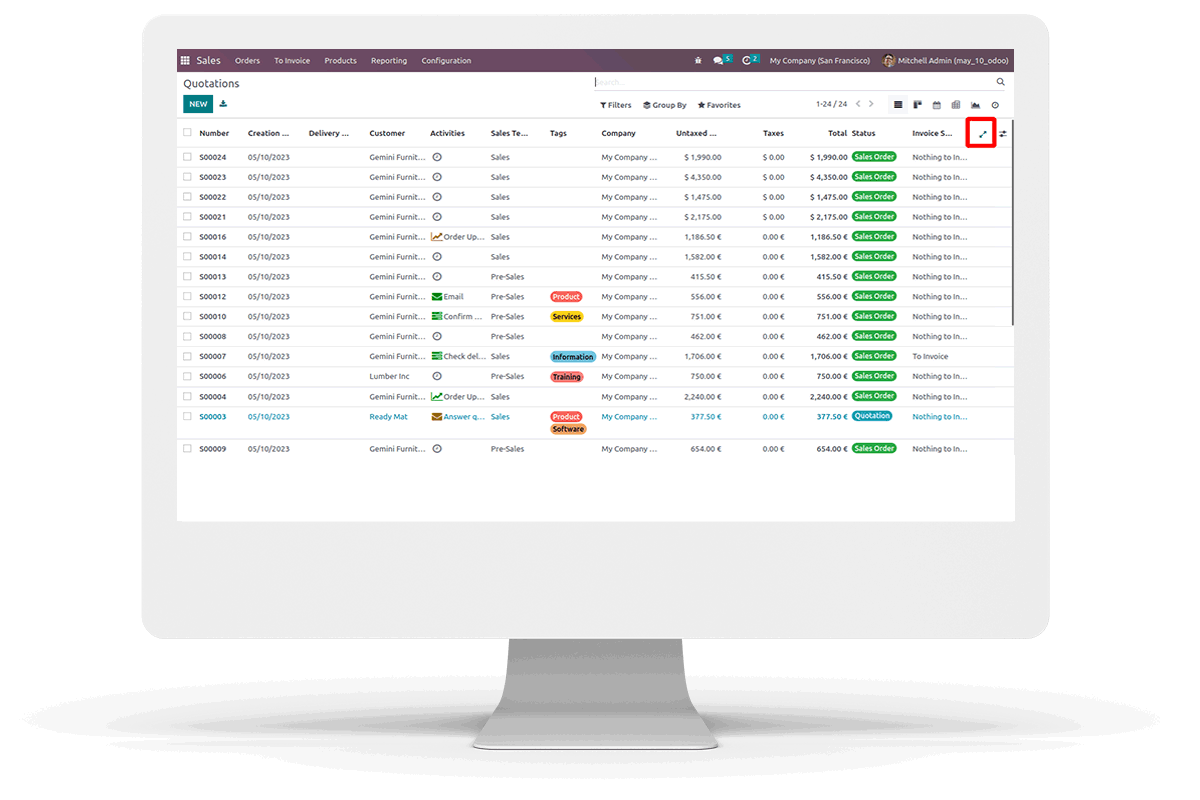 Sales Orders To Invoice Products Reporting Configuration 5 2 My Company (San Francisco) Mitchell Admin (may_10_odoo)
Quotations Search...
NEW Filters Group By Favorites 1-24 / 24
Number Creation ... Delivery ... Customer Activities Sales Te... Tags Company Untaxed ... Taxes Total Status Invoice S...
S00024 05/10/2023 Gemini Furnit... Sales My Company ... $ 1,990.00 $ 0.00 $ 1,990.00 Sales Order Nothing to In...
S00023 05/10/2023 Gemini Furnit... Sales My Company ... $ 4,350.00 $ 0.00 $ 4,350.00 Sales Order Nothing to In...
S00022 05/10/2023 Gemini Furnit... Sales My Company ... $ 1,475.00 $ 0.00 $ 1,475.00 Sales Order Nothing to In...
S00021 05/10/2023 Gemini Furnit... Sales My Company ... $ 2,175.00 $ 0.00 $ 2,175.00 Sales Order Nothing to In...
S00016 05/10/2023 Gemini Furnit... Order Up... Sales My Company ... 1,186.50 € 0.00 € 1,186.50 € Sales Order Nothing to In...
S00014 05/10/2023 Gemini Furnit... Sales My Company ... 1,582.00 € 0.00 € 1,582.00 € Sales Order Nothing to In...
S00013 05/10/2023 Gemini Furnit... Pre-Sales My Company ... 415.50 € 0.00 € 415.50 € Sales Order Nothing to In...
S00012 05/10/2023 Gemini Furnit... Email Pre-Sales Product My Company ... 556.00 € 0.00 € 556.00 € Sales Order Nothing to In...
S00010 05/10/2023 Gemini Furnit... Confirm ... Pre-Sales Services My Company ... 751.00 € 0.00 € 751.00 € Sales Order Nothing to In...
S00008 05/10/2023 Gemini Furnit... Pre-Sales My Company ... 462.00 € 0.00 € 462.00 € Sales Order Nothing to In...
S00007 05/10/2023 Gemini Furnit... Check del... Sales Information My Company ... 1,706.00 € 0.00 € 1,706.00 € Sales Order To Invoice
S00006 05/10/2023 Lumber Inc Pre-Sales Training My Company ... 750.00 € 0.00 € 750.00 € Sales Order Nothing to In...
S00004 05/10/2023 Gemini Furnit... Order Up... Sales My Company ... 2,240.00 € 0.00 € 2,240.00 € Sales Order Nothing to In...
S00003 05/10/2023 Ready Mat Answer q... Sales Product My Company ... 377.50 € 0.00 € 377.50 € Quotation Nothing to In...
Software
S00009 05/10/2023 Gemini Furnit... Pre-Sales My Company ... 654.00 € 0.00 € 654.00 € Sales Order Nothing to In...